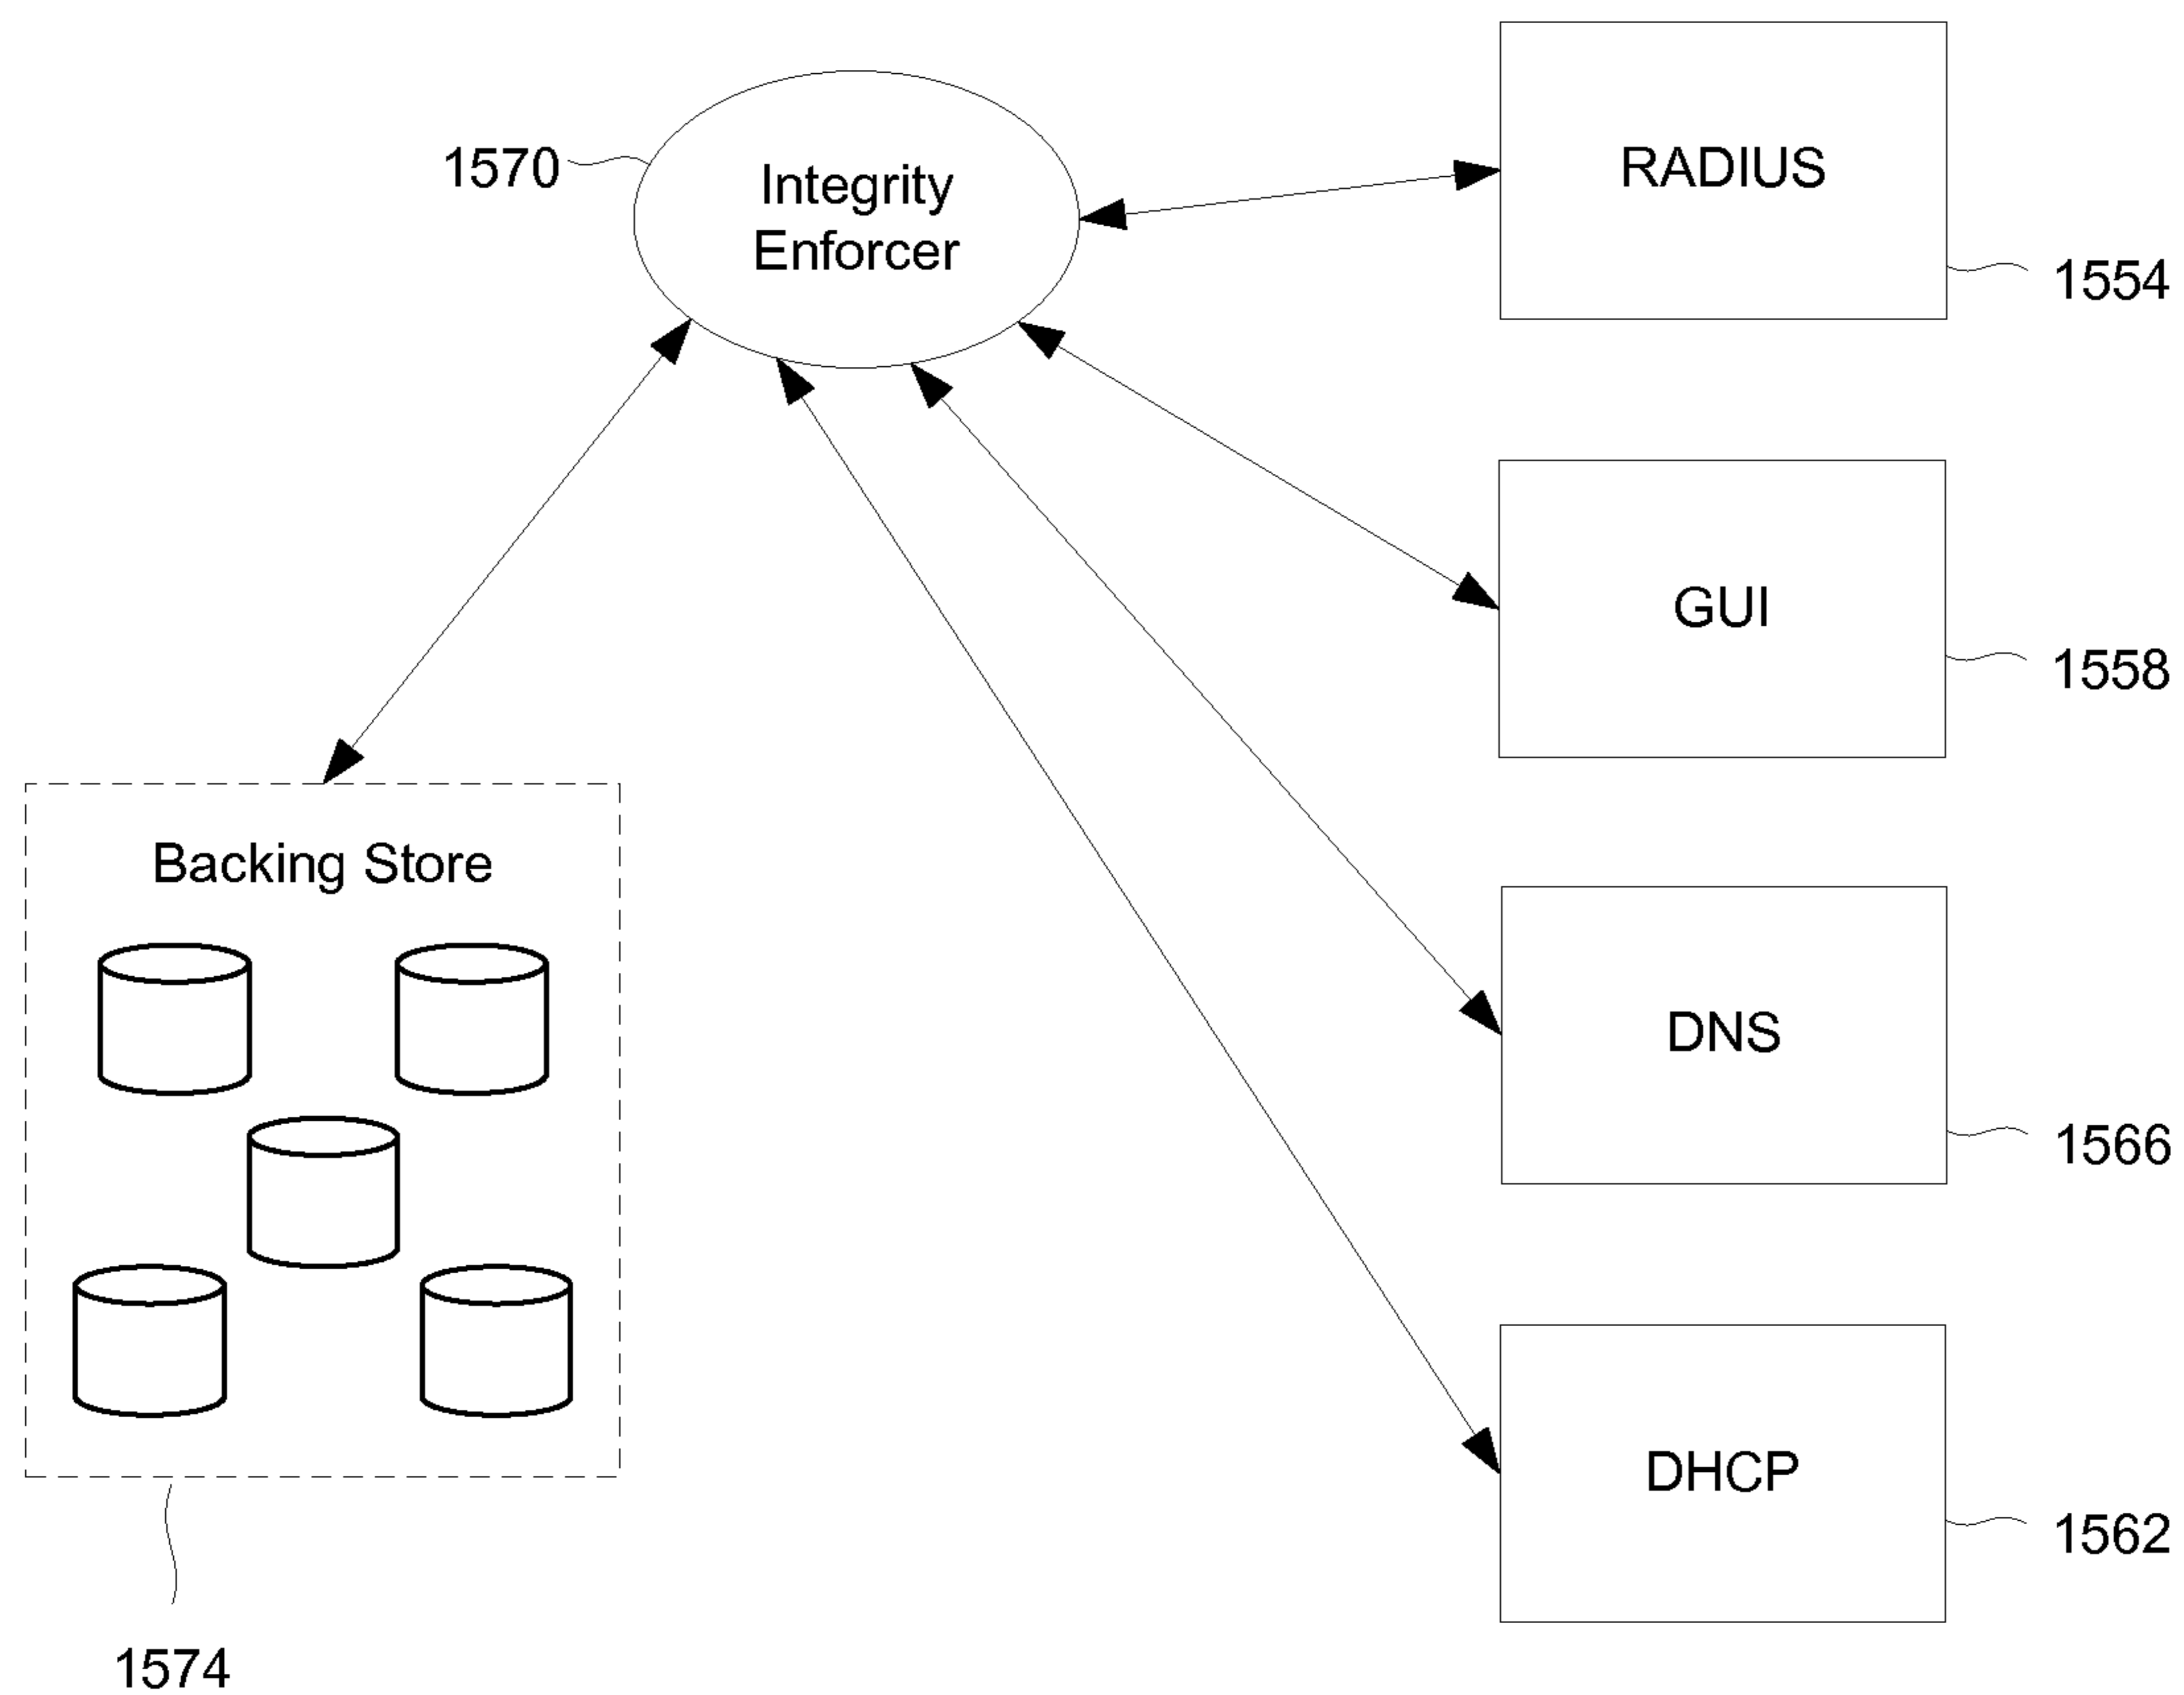 1570
Integrity
Enforcer
RADIUS
1554
GUI
1558
Backing Store
DNS
1566
DHCP
1562
1574